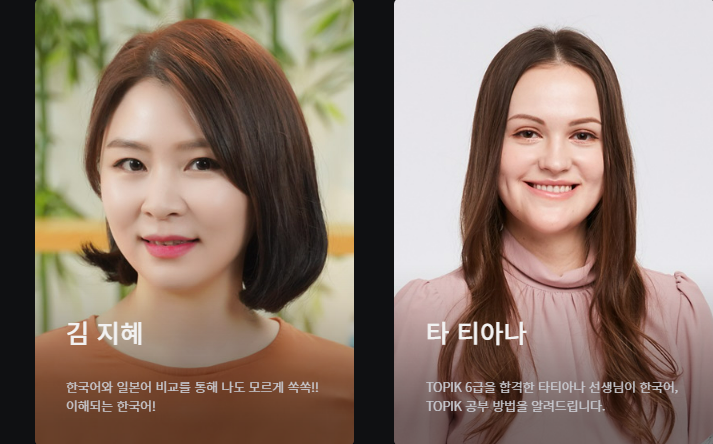 김 지혜
한국어와 일본어 비교를 통해 나도 모르게 쏙쏙!!
이해되는 한국어!
타 티아나
TOPIK 6급을 합격한 타티아나 선생님이 한국어,
TOPIK 공부 방법을 알려드립니다.